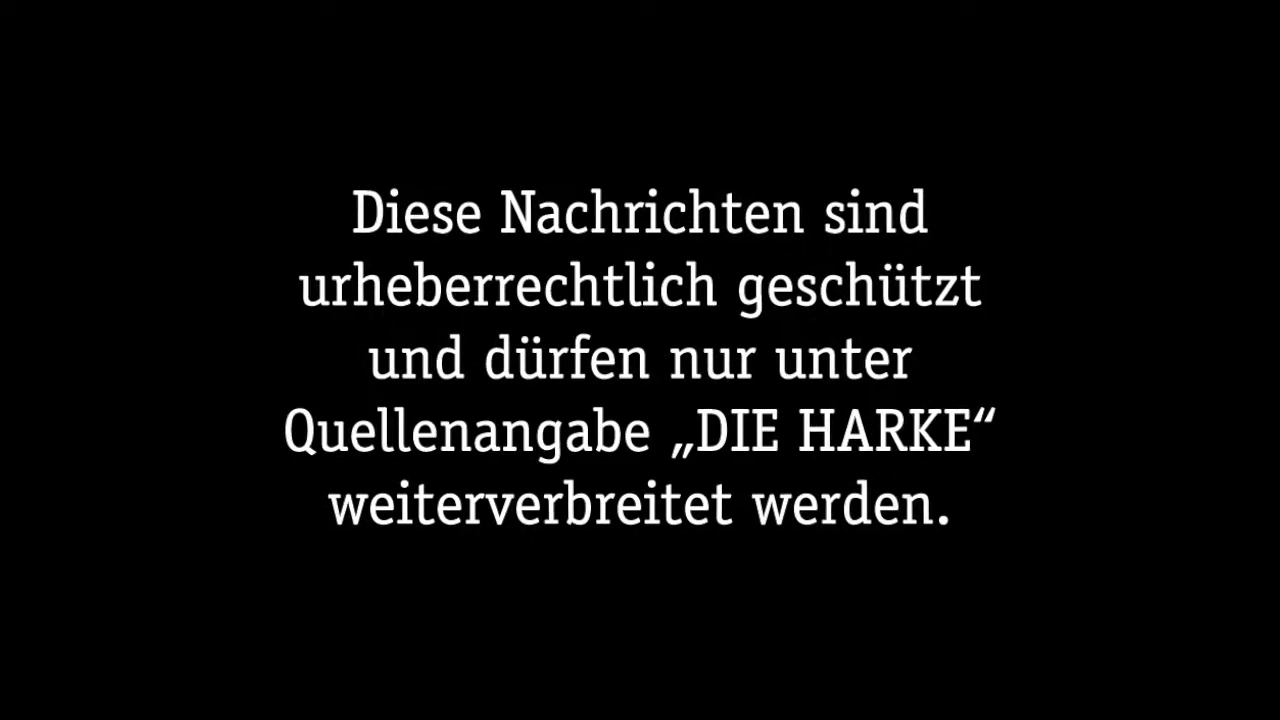 Diese Nachrichten sind
urheberrechtlich geschützt
und dürfen nur unter
Quellenangabe „DIE HARKE“
weiterverbreitet werden.